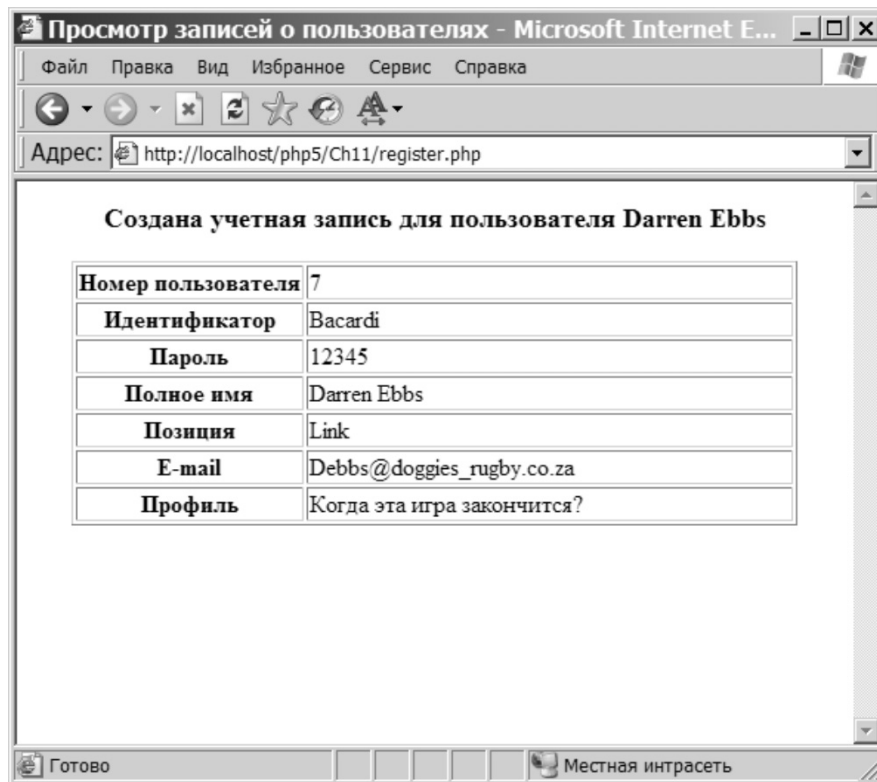 Просмотр записей о пользователях - Microsoft Internet E...
Файл Правка Вид Избранное Сервис Справка
Адрес: http://localhost/php5/Ch11/register.php
Создана учетная запись для пользователя Darren Ebbs
Номер пользователя 7
Идентификатор Bacardi
Пароль 12345
Полное имя Darren Ebbs
Позиция Link
E-mail Debbs@doggies_rugby.co.za
Профиль Когда эта игра закончится?
Готово Местная интрасеть